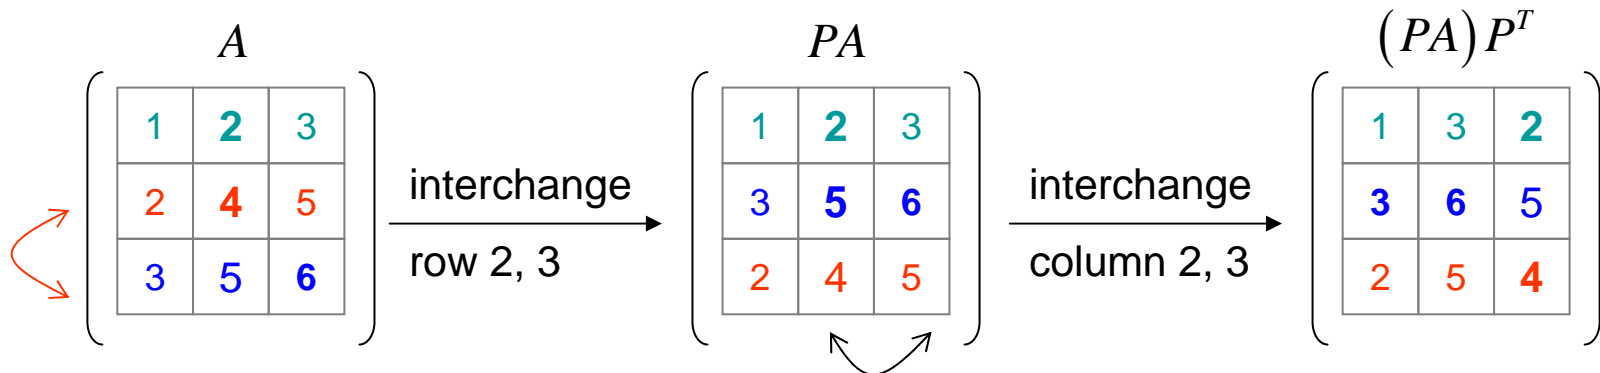 A PA (PA)P^T
1 2 3 1 2 3 1 3 2
interchange interchange
2 4 5 3 5 6 3 6 5
row 2, 3 column 2, 3
3 5 6 2 4 5 2 5 4